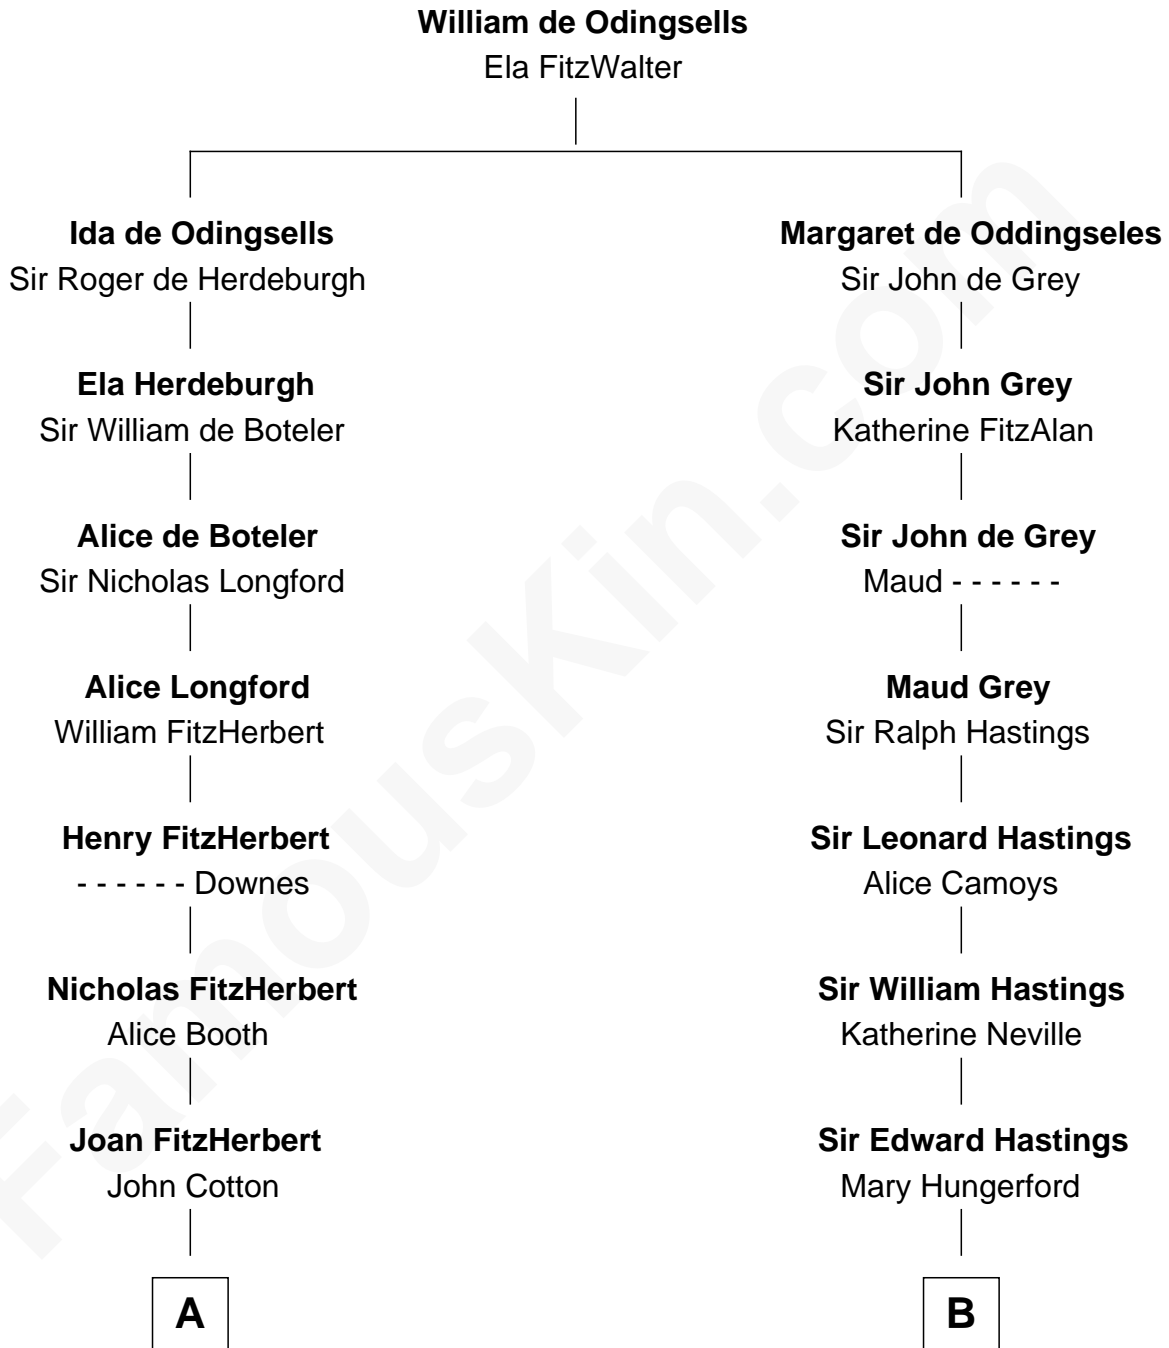 William de Odingsells
Ela FitzWalter
Ida de Odingsells
Sir Roger de Herdeburgh
Margaret de Oddingseles
Sir John de Grey
Ela Herdeburgh
Sir William de Boteler
Sir John Grey
Katherine FitzAlan
Alice de Boteler
Sir Nicholas Longford
Sir John de Grey
Maud - - - - - -
Alice Longford
William FitzHerbert
Maud Grey
Sir Ralph Hastings
Henry FitzHerbert
- - - - - - Downes
Sir Leonard Hastings
Alice Camoys
Nicholas FitzHerbert
Alice Booth
Sir William Hastings
Katherine Neville
Joan FitzHerbert
John Cotton
Sir Edward Hastings
Mary Hungerford
A
B
FamousKin.com